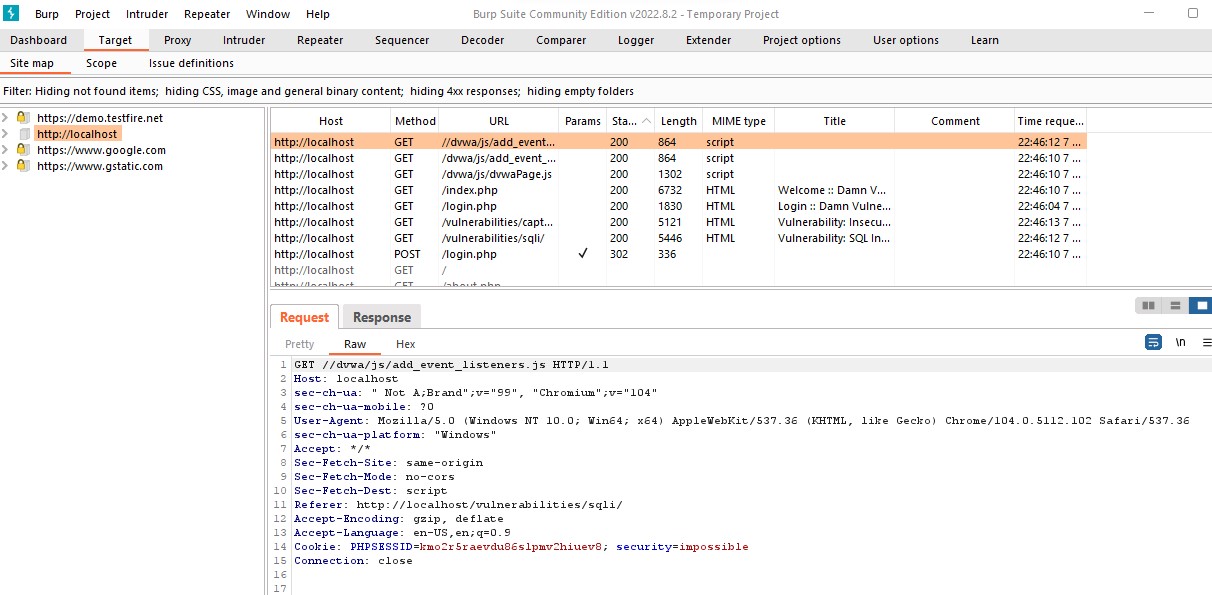 Burp Project Intruder Repeater Window Help Burp Suite Community Edition v2022.8.2 - Temporary Project
Dashboard Target Proxy Intruder Repeater Sequencer Decoder Comparer Logger Extender Project options User options Learn
Site map Scope Issue definitions
Filter: Hiding not found items; hiding CSS, image and general binary content; hiding 4xx responses; hiding empty folders
https://demo.testfire.net
http://localhost
https://www.google.com
https://www.gstatic.com
Host Method URL Params Sta... Length MIME type Title Comment Time reque...
http://localhost GET //dvwa/js/add_event... 200 864 script 22:46:12 7 ...
http://localhost GET /dvwa/js/add_event_... 200 864 script 22:46:10 7 ...
http://localhost GET /dvwa/js/dvwaPage.js 200 1302 script 22:46:10 7 ...
http://localhost GET /index.php 200 6732 HTML Welcome :: Damn V... 22:46:10 7 ...
http://localhost GET /login.php 200 1830 HTML Login :: Damn Vulne... 22:46:04 7 ...
http://localhost GET /vulnerabilities/capt... 200 5121 HTML Vulnerability: Insecu... 22:46:13 7 ...
http://localhost GET /vulnerabilities/sqli/ 200 5446 HTML Vulnerability: SQL In... 22:46:12 7 ...
http://localhost POST /login.php ✓ 302 336 22:46:10 7 ...
http://localhost GET /
http://localhost GET /about.php
Request Response
Pretty Raw Hex \n
1 GET //dvwa/js/add_event_listeners.js HTTP/1.1
2 Host: localhost
3 sec-ch-ua: " Not A;Brand";v="99", "Chromium";v="104"
4 sec-ch-ua-mobile: ?0
5 User-Agent: Mozilla/5.0 (Windows NT 10.0; Win64; x64) AppleWebKit/537.36 (KHTML, like Gecko) Chrome/104.0.5112.102 Safari/537.36
6 sec-ch-ua-platform: "Windows"
7 Accept: */*
8 Sec-Fetch-Site: same-origin
9 Sec-Fetch-Mode: no-cors
10 Sec-Fetch-Dest: script
11 Referer: http://localhost/vulnerabilities/sqli/
12 Accept-Encoding: gzip, deflate
13 Accept-Language: en-US,en;q=0.9
14 Cookie: PHPSESSID=kmo2r5raevdu86slpmv2hiuev8; security=impossible
15 Connection: close
16
17